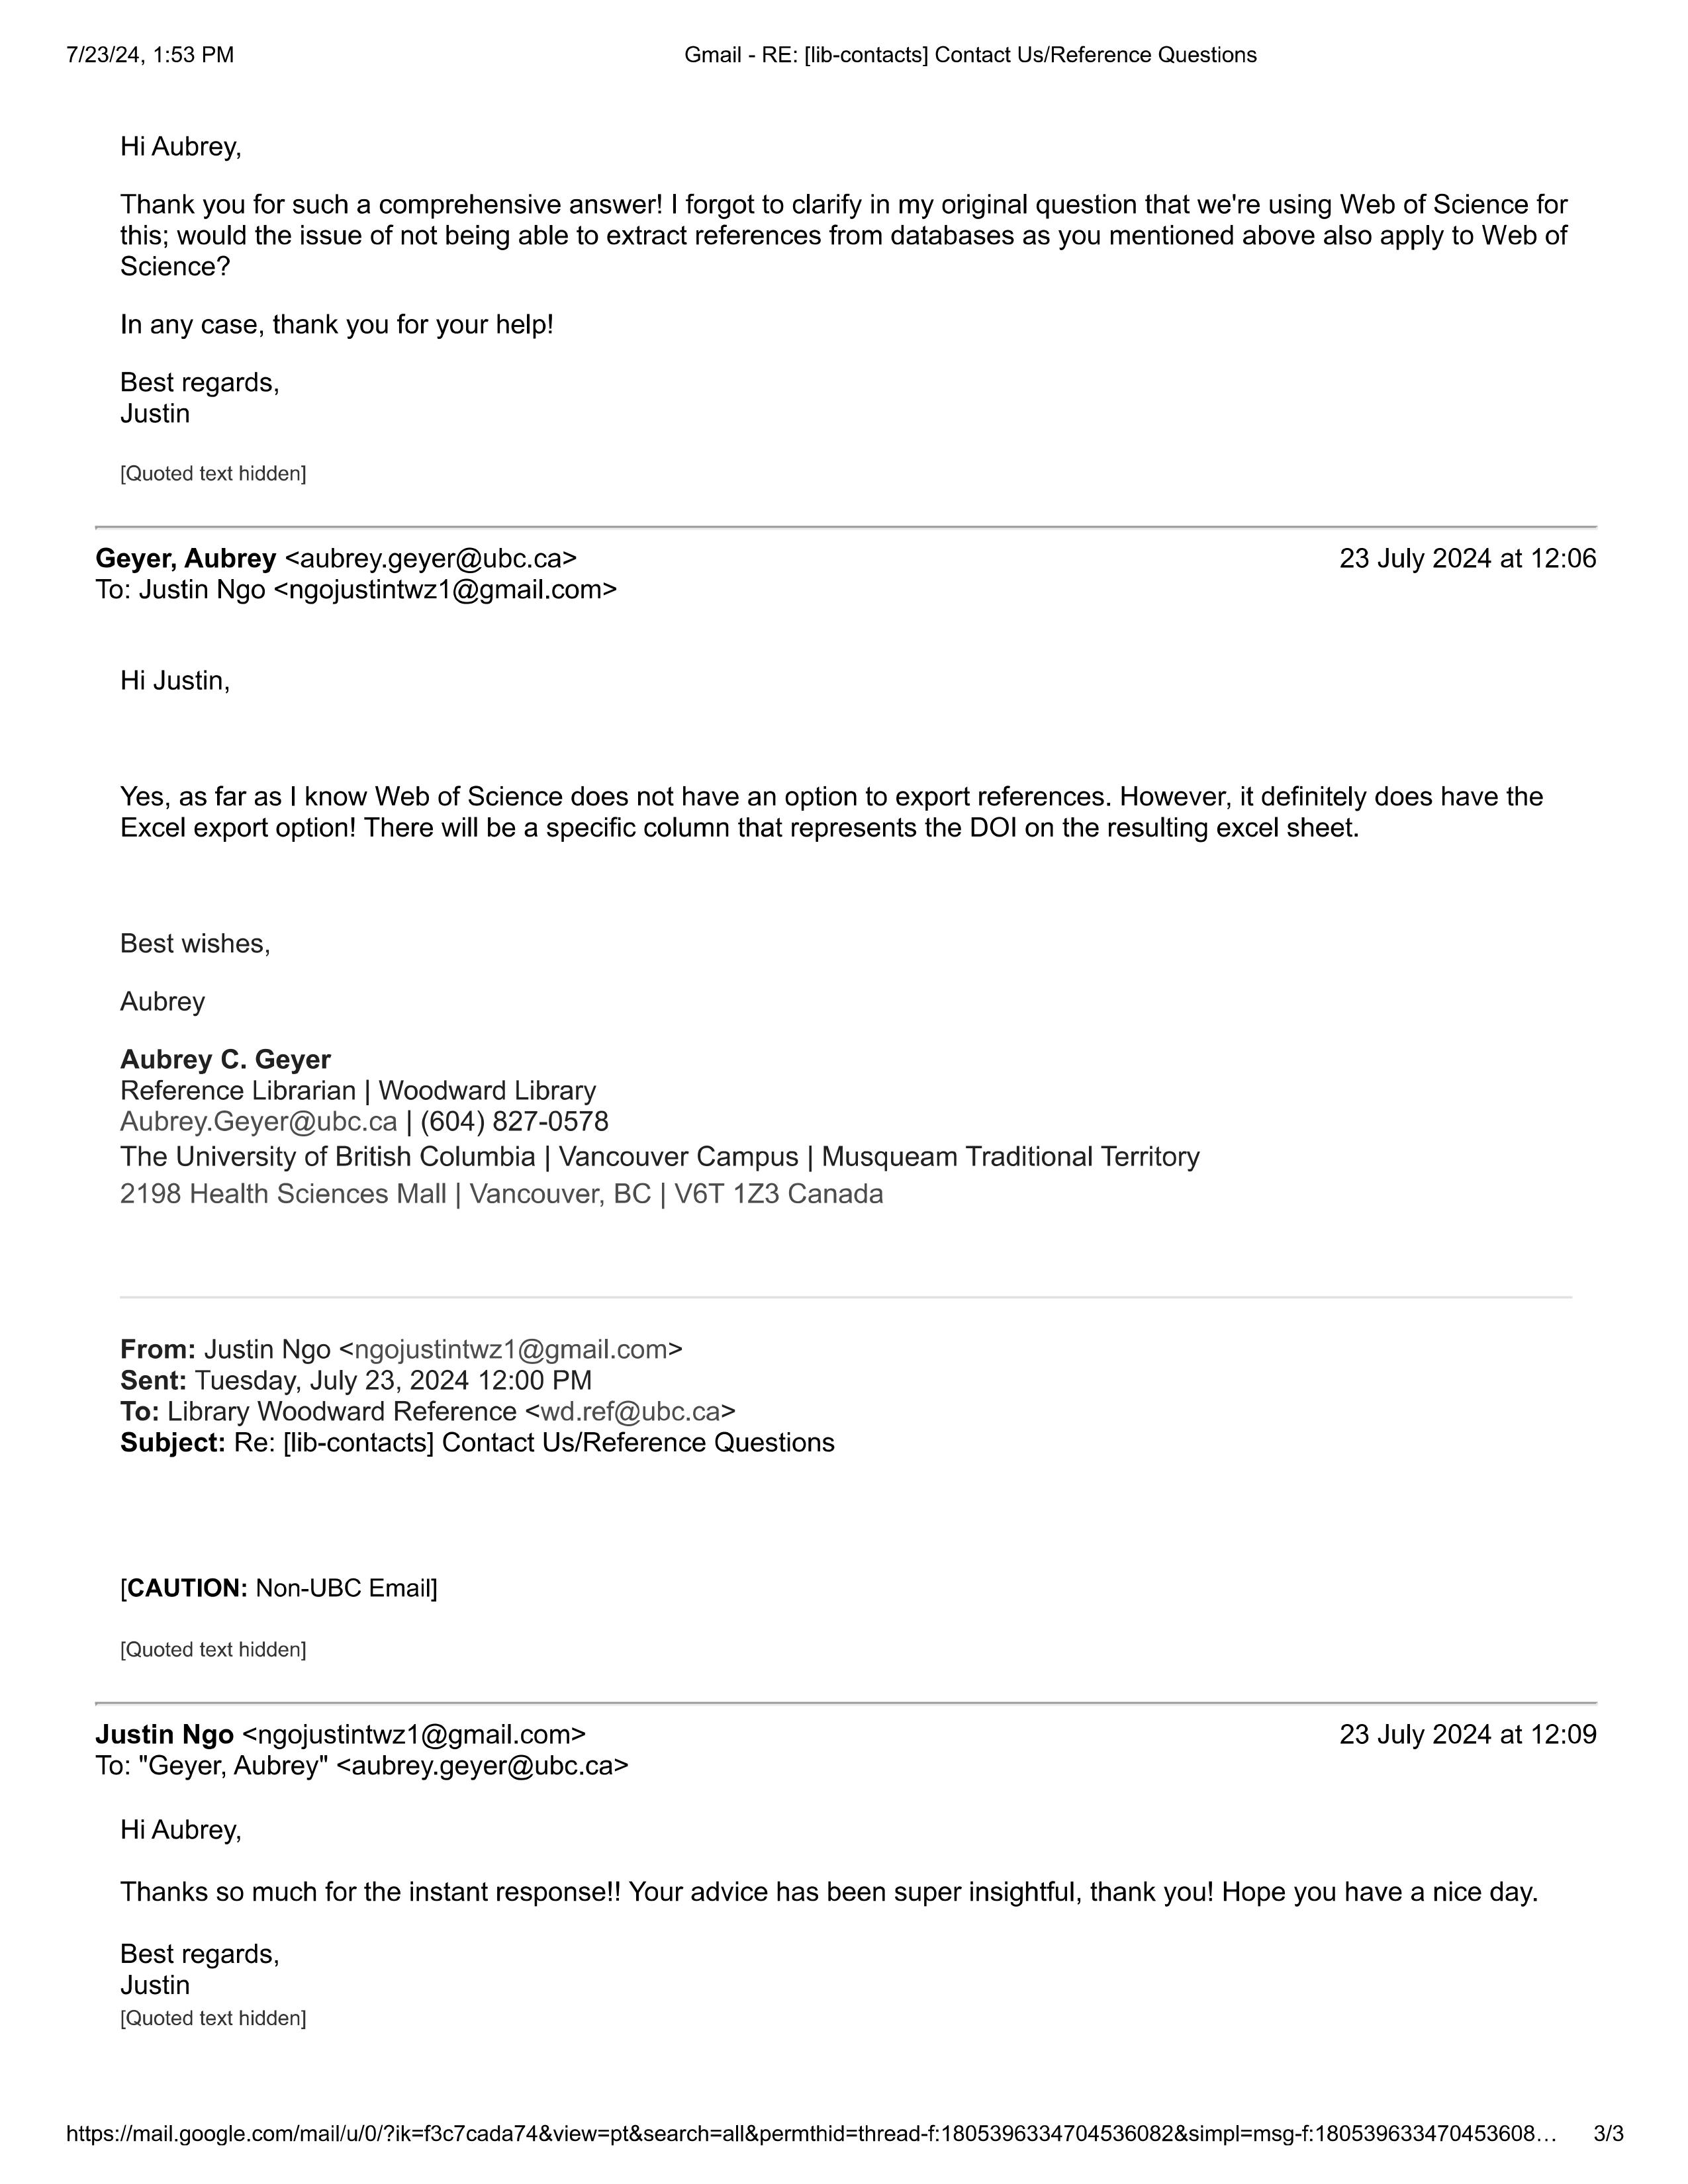 7/23/24, 1:53 PM
Gmail - RE: [lib-contacts] Contact Us/Reference Questions
Hi Aubrey,
Thank you for such a comprehensive answer! I forgot to clarify in my original question that we're using Web of Science for
this; would the issue of not being able to extract references from databases as you mentioned above also apply to Web of
Science?
In any case, thank you for your help!
Best regards,
Justin
[Quoted text hidden]
Geyer, Aubrey <aubrey.geyer@ubc.ca> 23 July 2024 at 12:06
To: Justin Ngo <ngojustintwz1@gmail.com>
Hi Justin,
Yes, as far as I know Web of Science does not have an option to export references. However, it definitely does have the
Excel export option! There will be a specific column that represents the DOI on the resulting excel sheet.
Best wishes,
Aubrey
Aubrey C. Geyer
Reference Librarian | Woodward Library
Aubrey.Geyer@ubc.ca | (604) 827-0578
The University of British Columbia | Vancouver Campus | Musqueam Traditional Territory
2198 Health Sciences Mall | Vancouver, BC | V6T 1Z3 Canada
From: Justin Ngo <ngojustintwz1@gmail.com>
Sent: Tuesday, July 23, 2024 12:00 PM
To: Library Woodward Reference <wd.ref@ubc.ca>
Subject: Re: [lib-contacts] Contact Us/Reference Questions
[CAUTION: Non-UBC Email]
[Quoted text hidden]
Justin Ngo <ngojustintwz1@gmail.com> 23 July 2024 at 12:09
To: "Geyer, Aubrey" <aubrey.geyer@ubc.ca>
Hi Aubrey,
Thanks so much for the instant response!! Your advice has been super insightful, thank you! Hope you have a nice day.
Best regards,
Justin
[Quoted text hidden]
https://mail.google.com/mail/u/0/?ik=f3c7cada74&view=pt&search=all&permthid=thread-f:1805396334704536082&simpl=msg-f:180539633470453608… 3/3